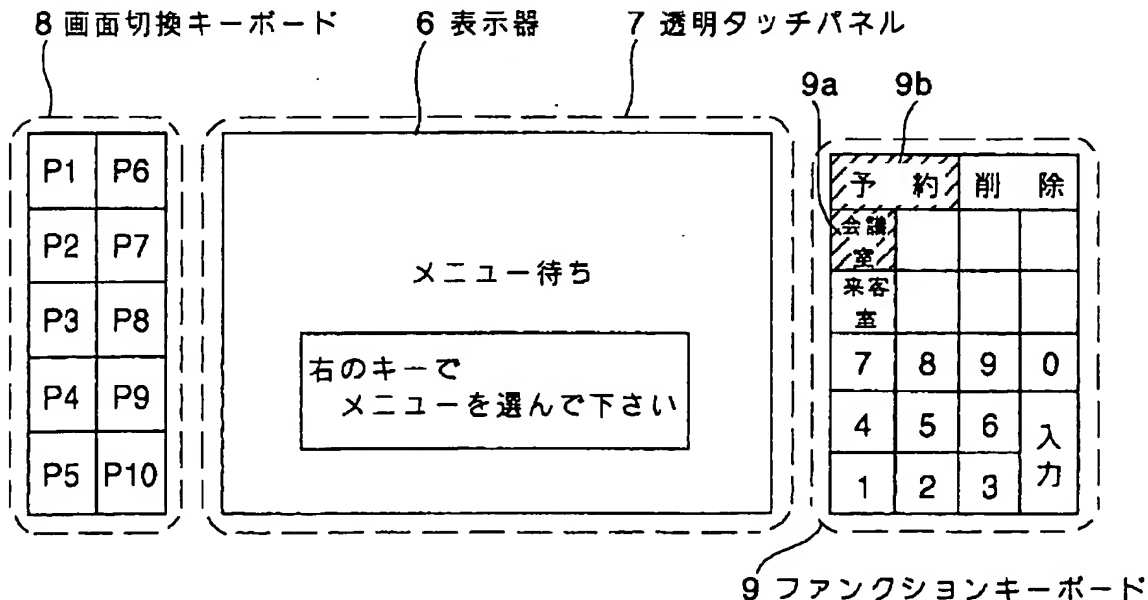 8 画面切換キーボード
6 表示器
7 透明タッチパネル
9a
9b
P1 P6
P2 P7
P3 P8
P4 P9
P5 P10
メニュー待ち
右のキーで
メニューを選んで下さい
予 約 削 除
会議
室
来客
室
7 8 9 0
4 5 6 入
力
1 2 3
9 ファンクションキーボード